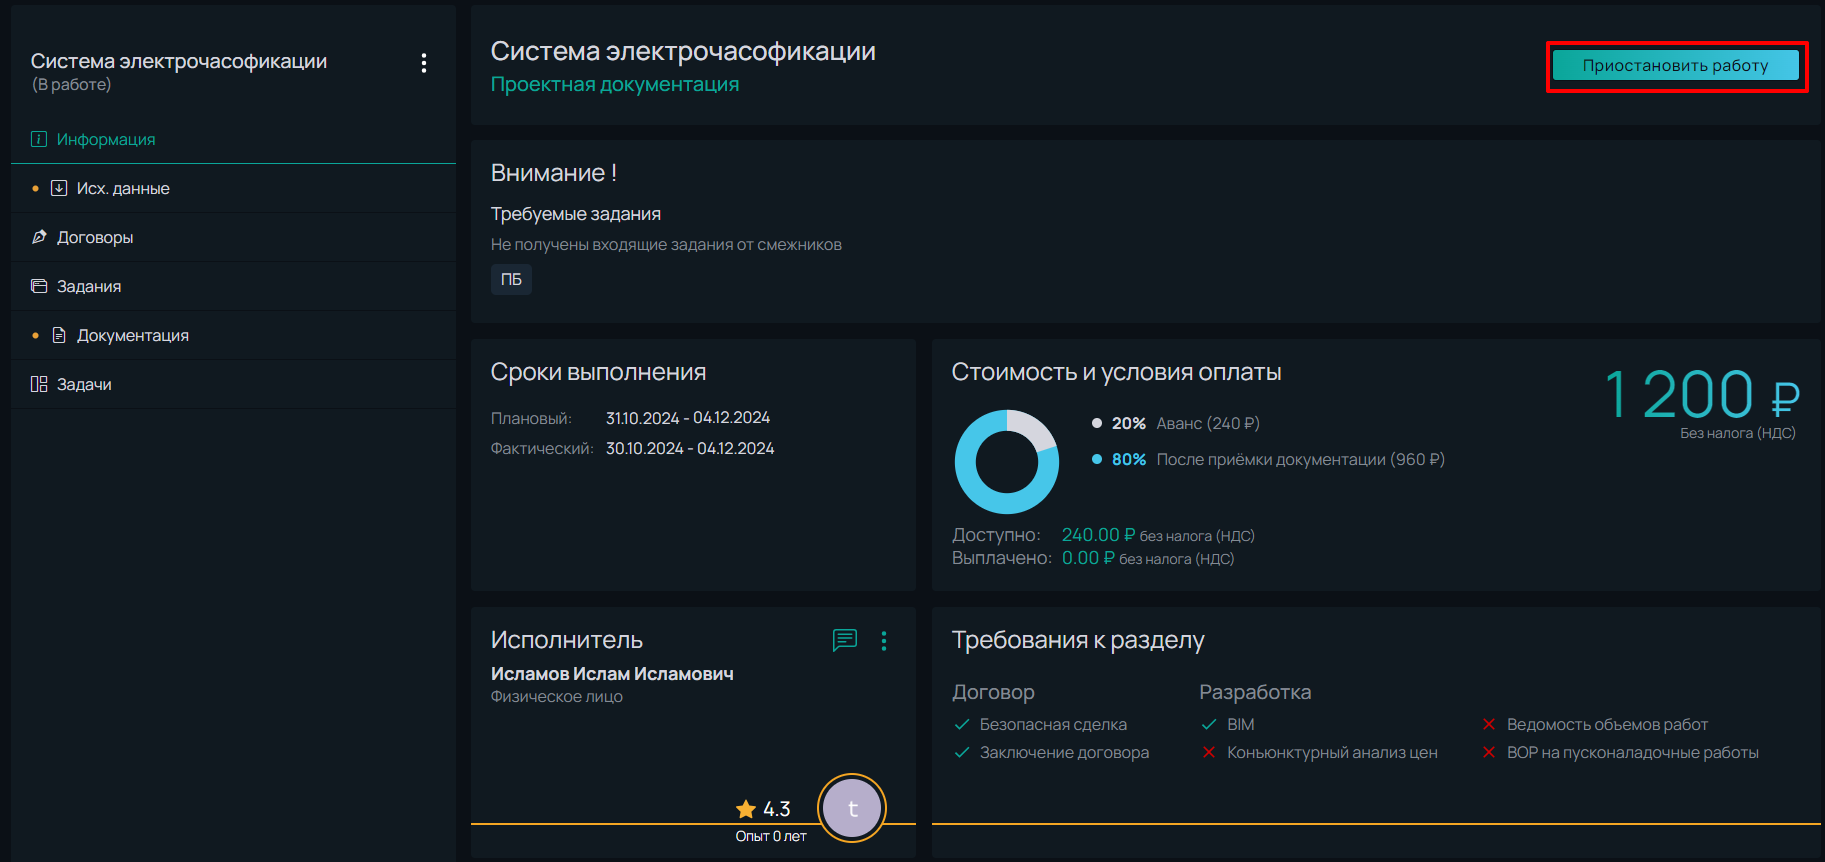 Система электрочасофикации
(В работе)
Информация
Исх. данные
Договоры
Задания
Документация
Задачи
Система электрочасофикации
Проектная документация
Приостановить работу
Внимание !
Требуемые задания
Не получены входящие задания от смежников
ПБ
Сроки выполнения
Плановый: 31.10.2024 - 04.12.2024
Фактический: 30.10.2024 - 04.12.2024
Стоимость и условия оплаты
1 200 ₽
Без налога (НДС)
20% Аванс (240 ₽)
80% После приёмки документации (960 ₽)
Доступно: 240.00 ₽ без налога (НДС)
Выплачено: 0.00 ₽ без налога (НДС)
Исполнитель
Исламов Ислам Исламович
Физическое лицо
4.3
Опыт 0 лет
t
Требования к разделу
Договор
Безопасная сделка
Заключение договора
Разработка
BIM
Конъюнктурный анализ цен
Ведомость объемов работ
ВОР на пусконаладочные работы